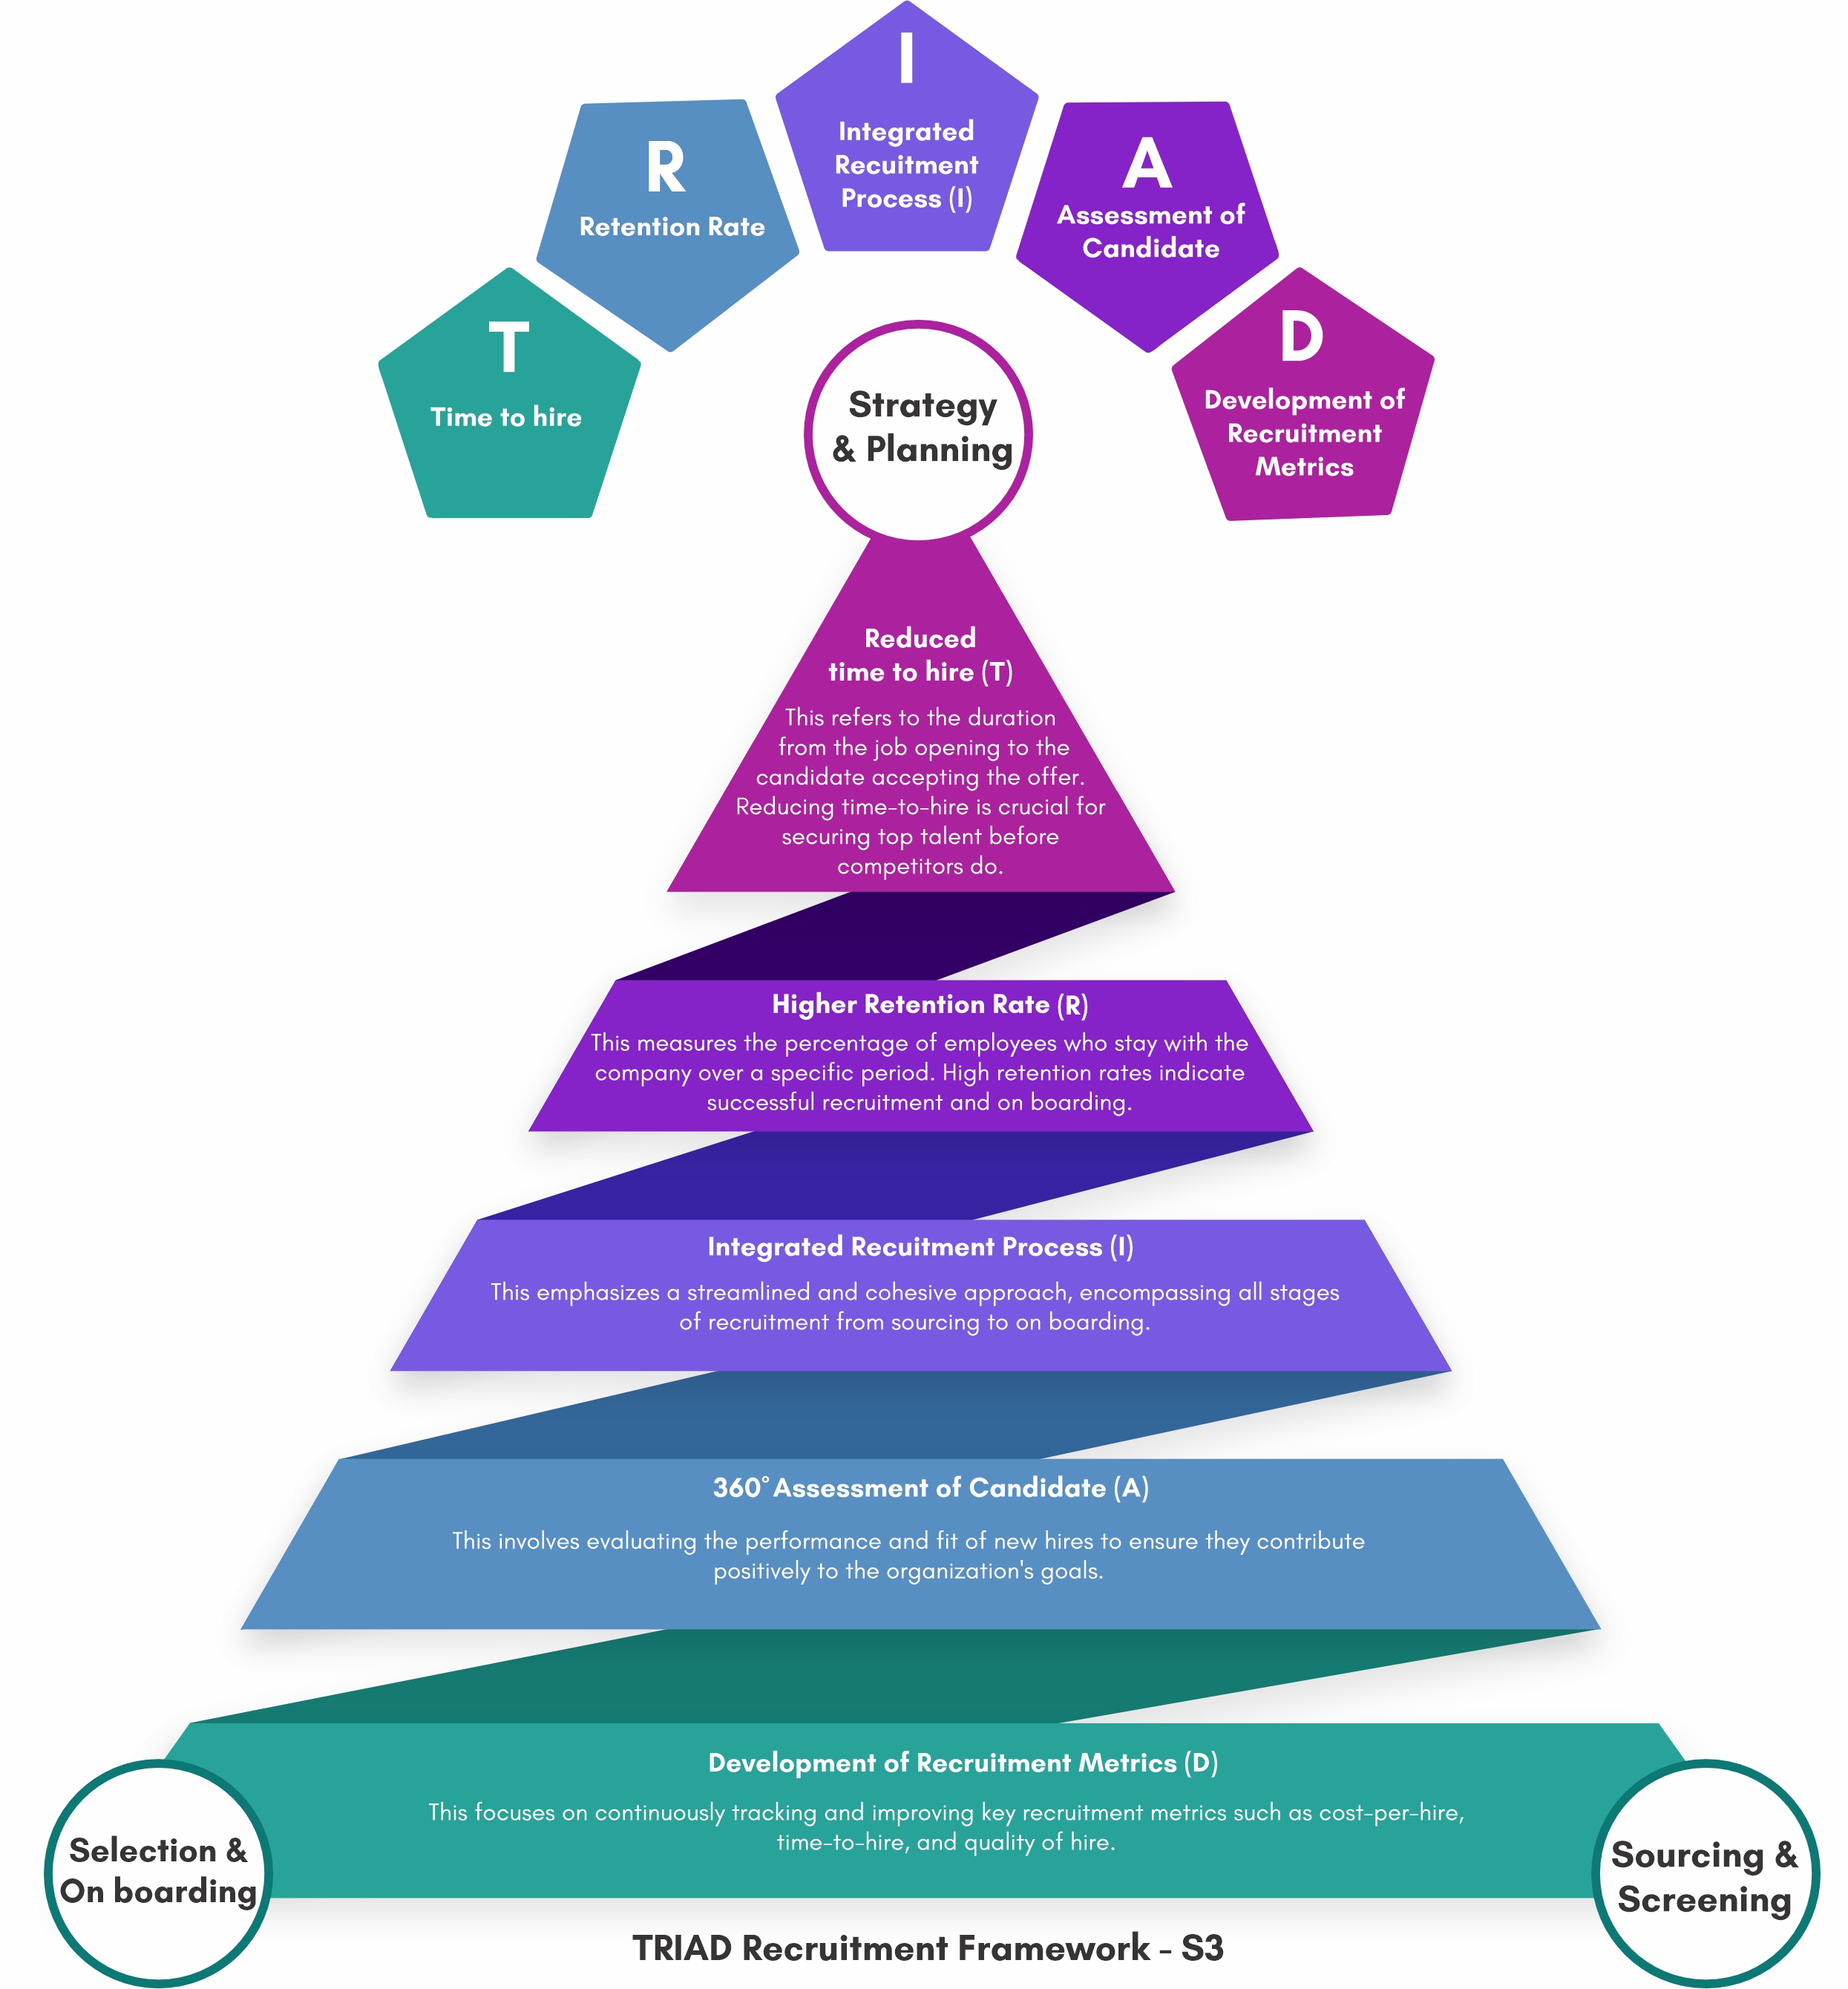 I
Integrated
Recuitment
Process (I)
R
Retention Rate
A
Assessment of
Candidate
T
Time to hire
D
Development of
Recruitment
Metrics
Strategy
& Planning
Reduced
time to hire (T)
This refers to the duration
from the job opening to the
candidate accepting the offer.
Reducing time-to-hire is crucial for
securing top talent before
competitors do.
Higher Retention Rate (R)
This measures the percentage of employees who stay with the
company over a specific period. High retention rates indicate
successful recruitment and on boarding.
Integrated Recuitment Process (I)
This emphasizes a streamlined and cohesive approach, encompassing all stages
of recruitment from sourcing to on boarding.
360° Assessment of Candidate (A)
This involves evaluating the performance and fit of new hires to ensure they contribute
positively to the organization's goals.
Development of Recruitment Metrics (D)
This focuses on continuously tracking and improving key recruitment metrics such as cost-per-hire,
time-to-hire, and quality of hire.
Selection &
On boarding
Sourcing &
Screening
TRIAD Recruitment Framework - S3